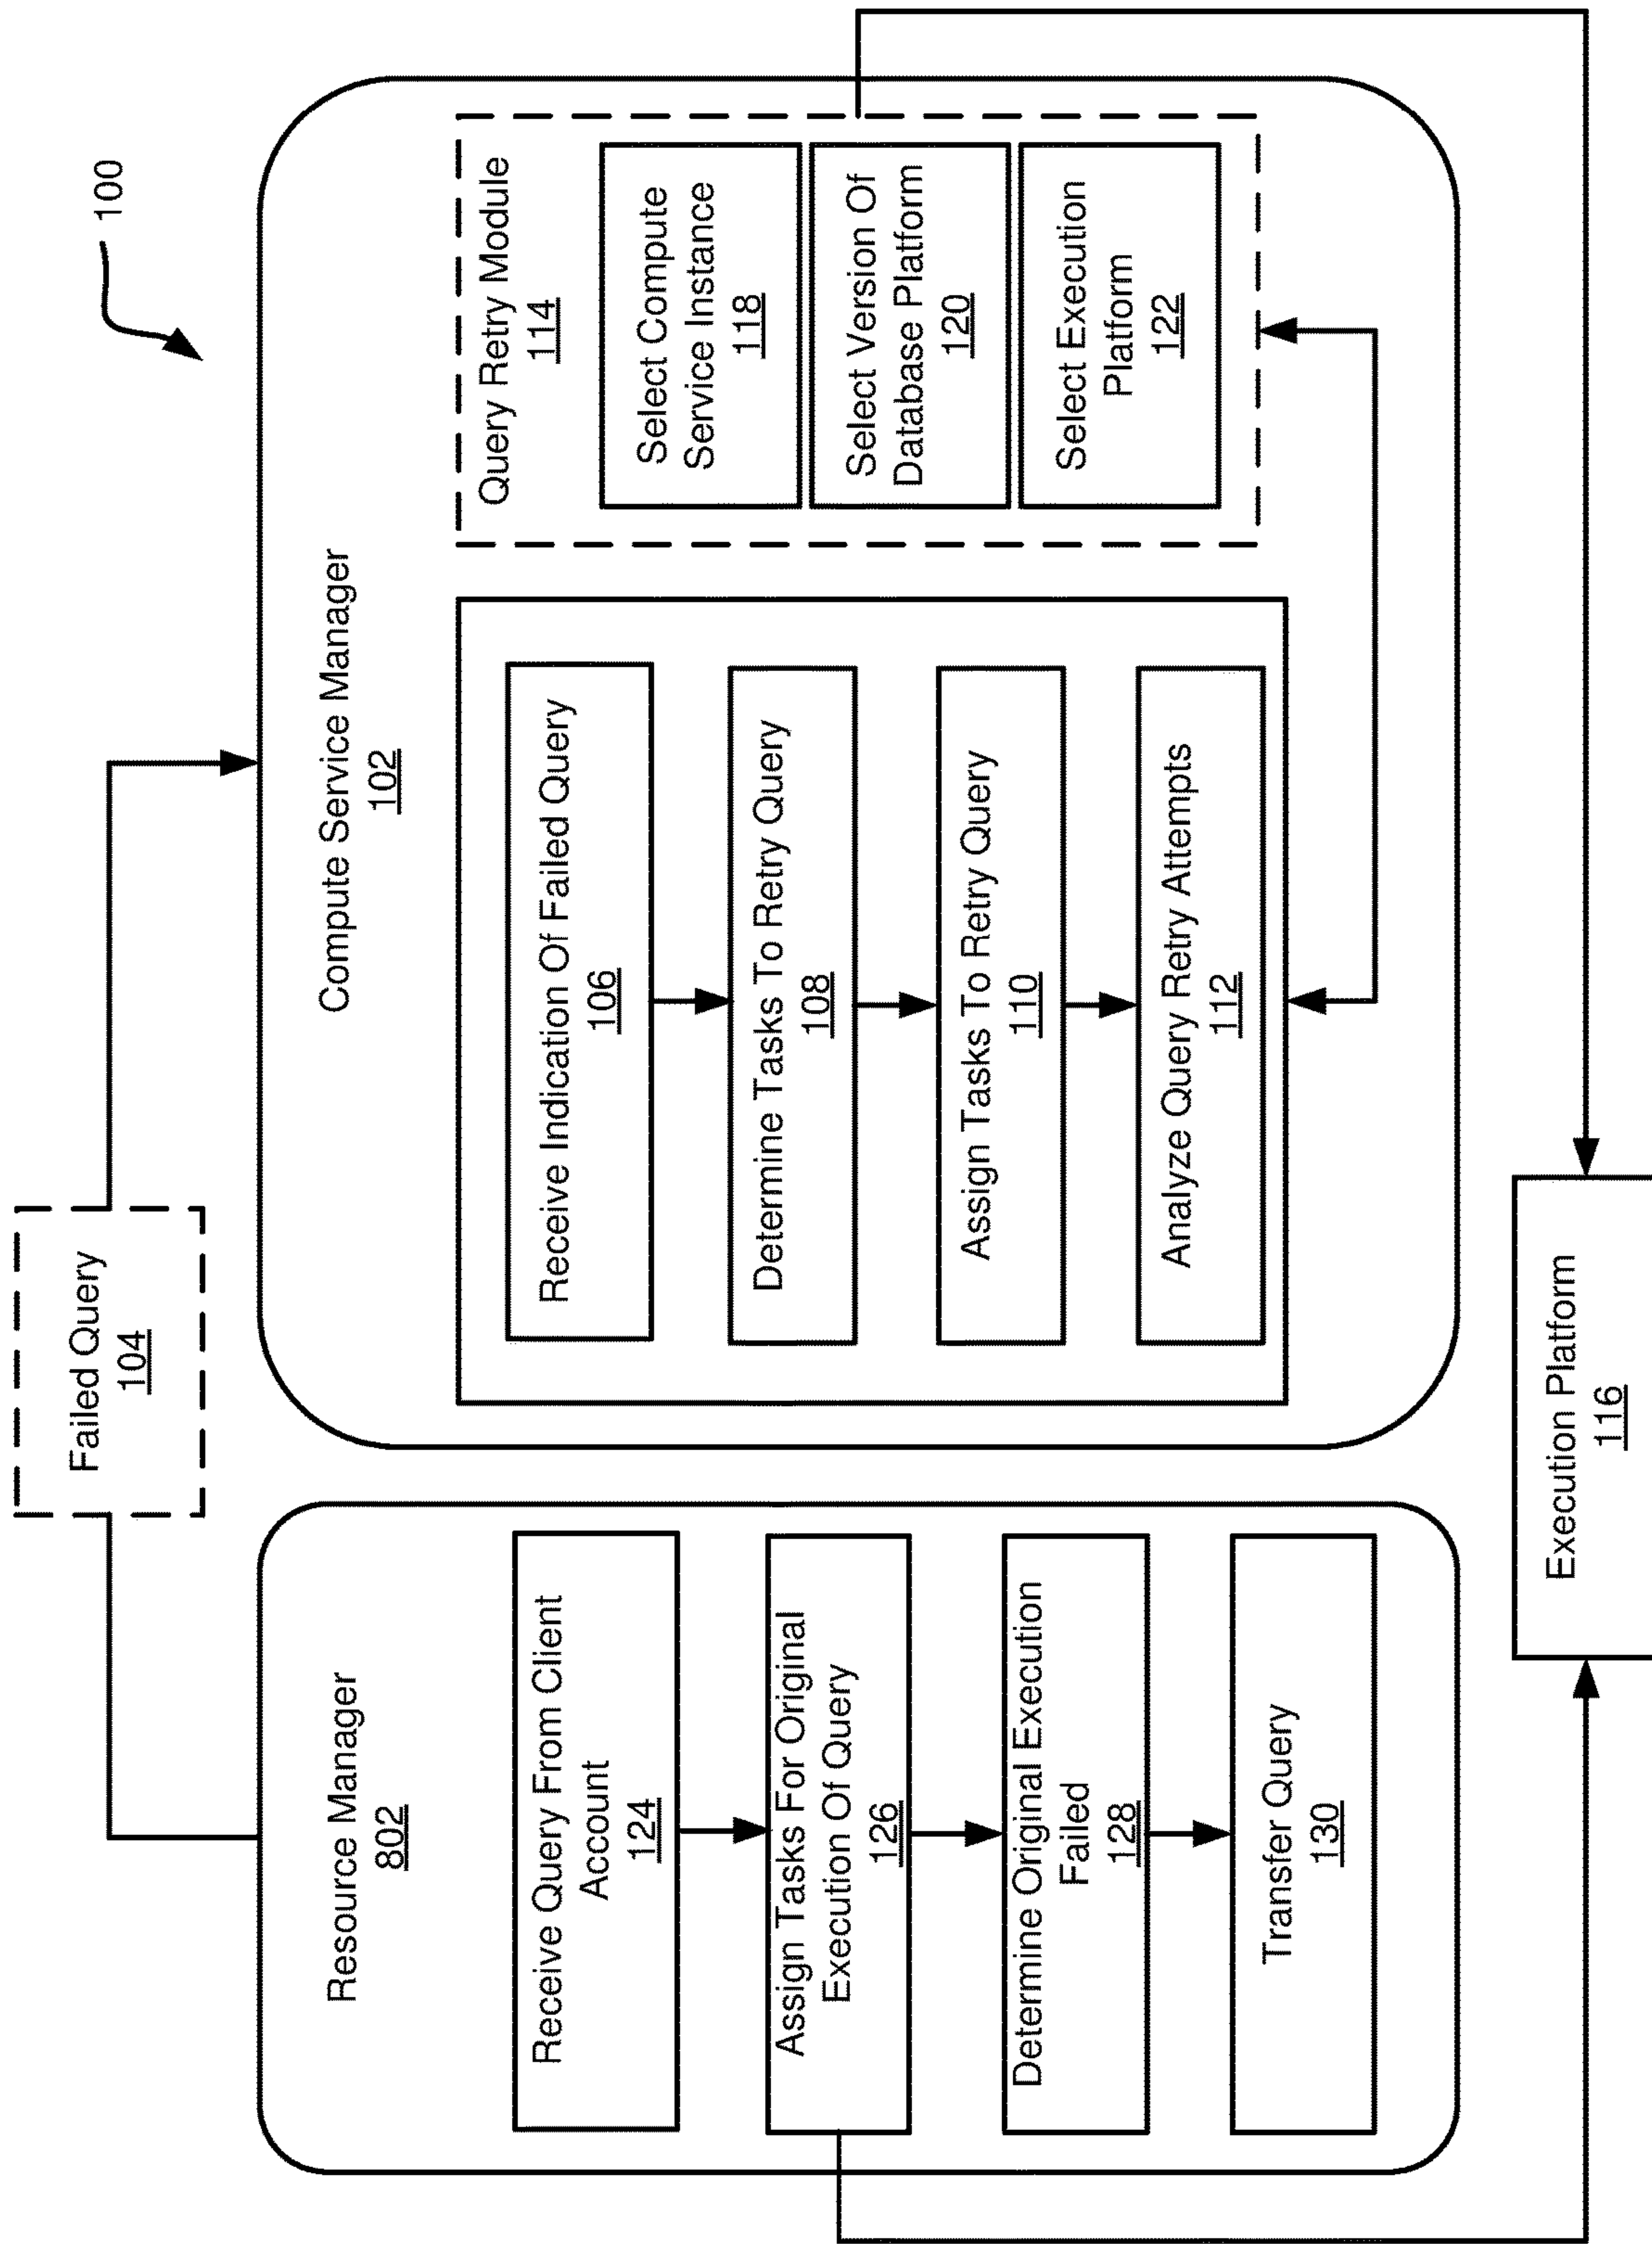 100
Failed Query
104
Resource Manager
802
Receive Query From Client
Account
124
Assign Tasks For Original
Execution Of Query
126
Determine Original Execution
Failed
128
Transfer Query
130
Compute Service Manager
102
Receive Indication Of Failed Query
106
Determine Tasks To Retry Query
108
Assign Tasks To Retry Query
110
Analyze Query Retry Attempts
112
Query Retry Module
114
Select Compute
Service Instance
118
Select Version Of
Database Platform
120
Select Execution
Platform
122
Execution Platform
116